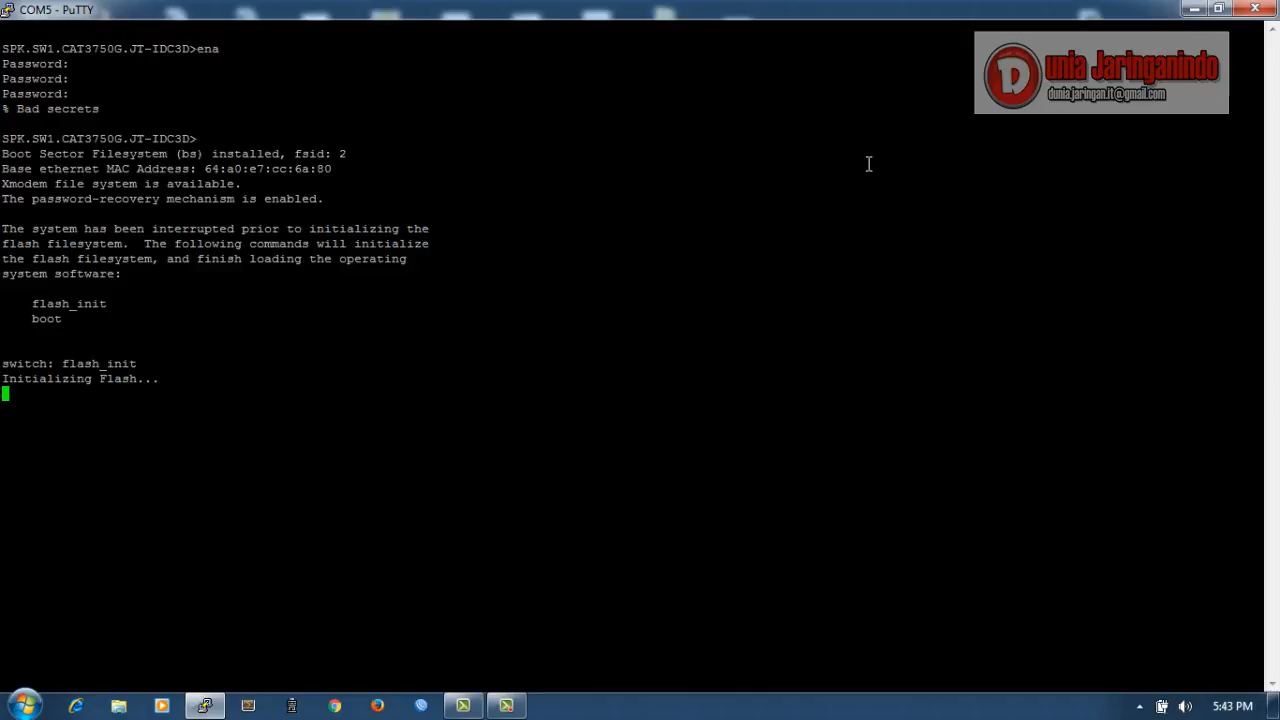 COM5 - PuTTY
SPK.SW1.CAT3750G.JT-IDC3D>ena
Password:
Password:
Password:
% Bad secrets
SPK.SW1.CAT3750G.JT-IDC3D>
Boot Sector Filesystem (bs) installed, fsid: 2
Base ethernet MAC Address: 64:a0:e7:cc:6a:80
Xmodem file system is available.
The password-recovery mechanism is enabled.
The system has been interrupted prior to initializing the
flash filesystem.  The following commands will initialize
the flash filesystem, and finish loading the operating
system software:
flash_init
boot
switch: flash_init
Initializing Flash...
Dunia Jaringanindo
dunia.jaringan.it@gmail.com
5:43 PM